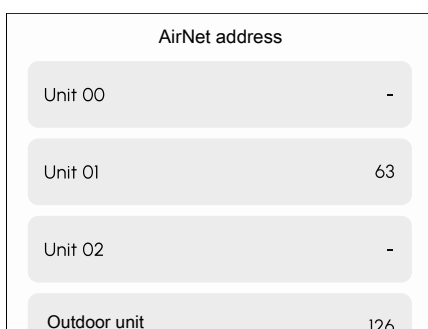 AirNet address
Unit 00 -
Unit 01 63
Unit 02 -
Outdoor unit 126